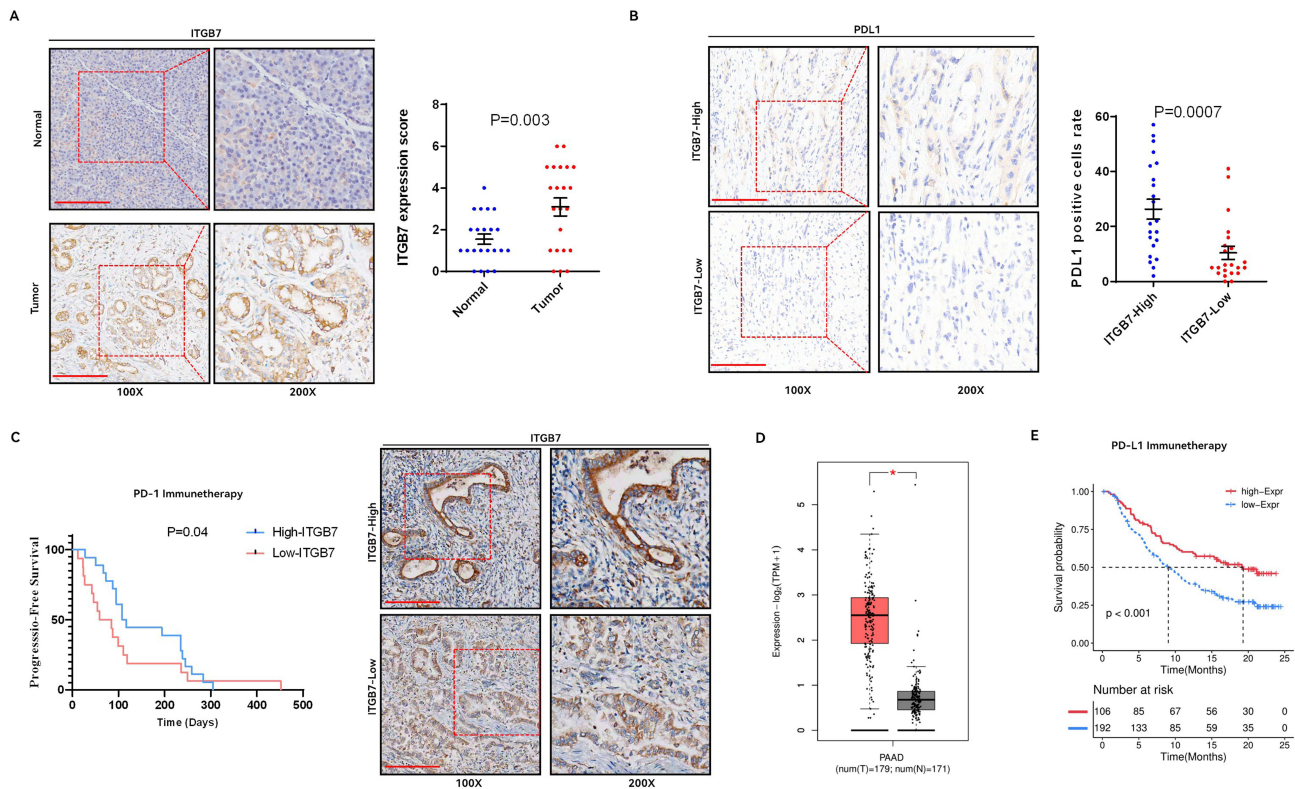 A
ITGB7
Normal
Tumor
100X
200X
ITGB7 expression score
8
6
4
2
0
P=0.003
Normal
Tumor
B
PDL1
ITGB7-High
ITGB7-Low
100X
200X
PDL1 positive cells rate
60
40
20
0
P=0.0007
ITGB7-High
ITGB7-Low
C
PD-1 Immunetherapy
P=0.04
High-ITGB7
Low-ITGB7
Progresssio-Free Survival
100
50
0
0 100 200 300 400 500
Time (Days)
ITGB7
ITGB7-High
ITGB7-Low
100X
200X
D
*
Expression−log2(TPM+1)
5
4
3
2
1
0
PAAD
(num(T)=179; num(N)=171)
E
PD-L1 Immunetherapy
high−Expr
low−Expr
Survival probability
1.00
0.75
0.50
0.25
0.00
p < 0.001
0 5 10 15 20 25
Time(Months)
Number at risk
106 85 67 56 30 0
192 133 85 59 35 0
0 5 10 15 20 25
Time(Months)